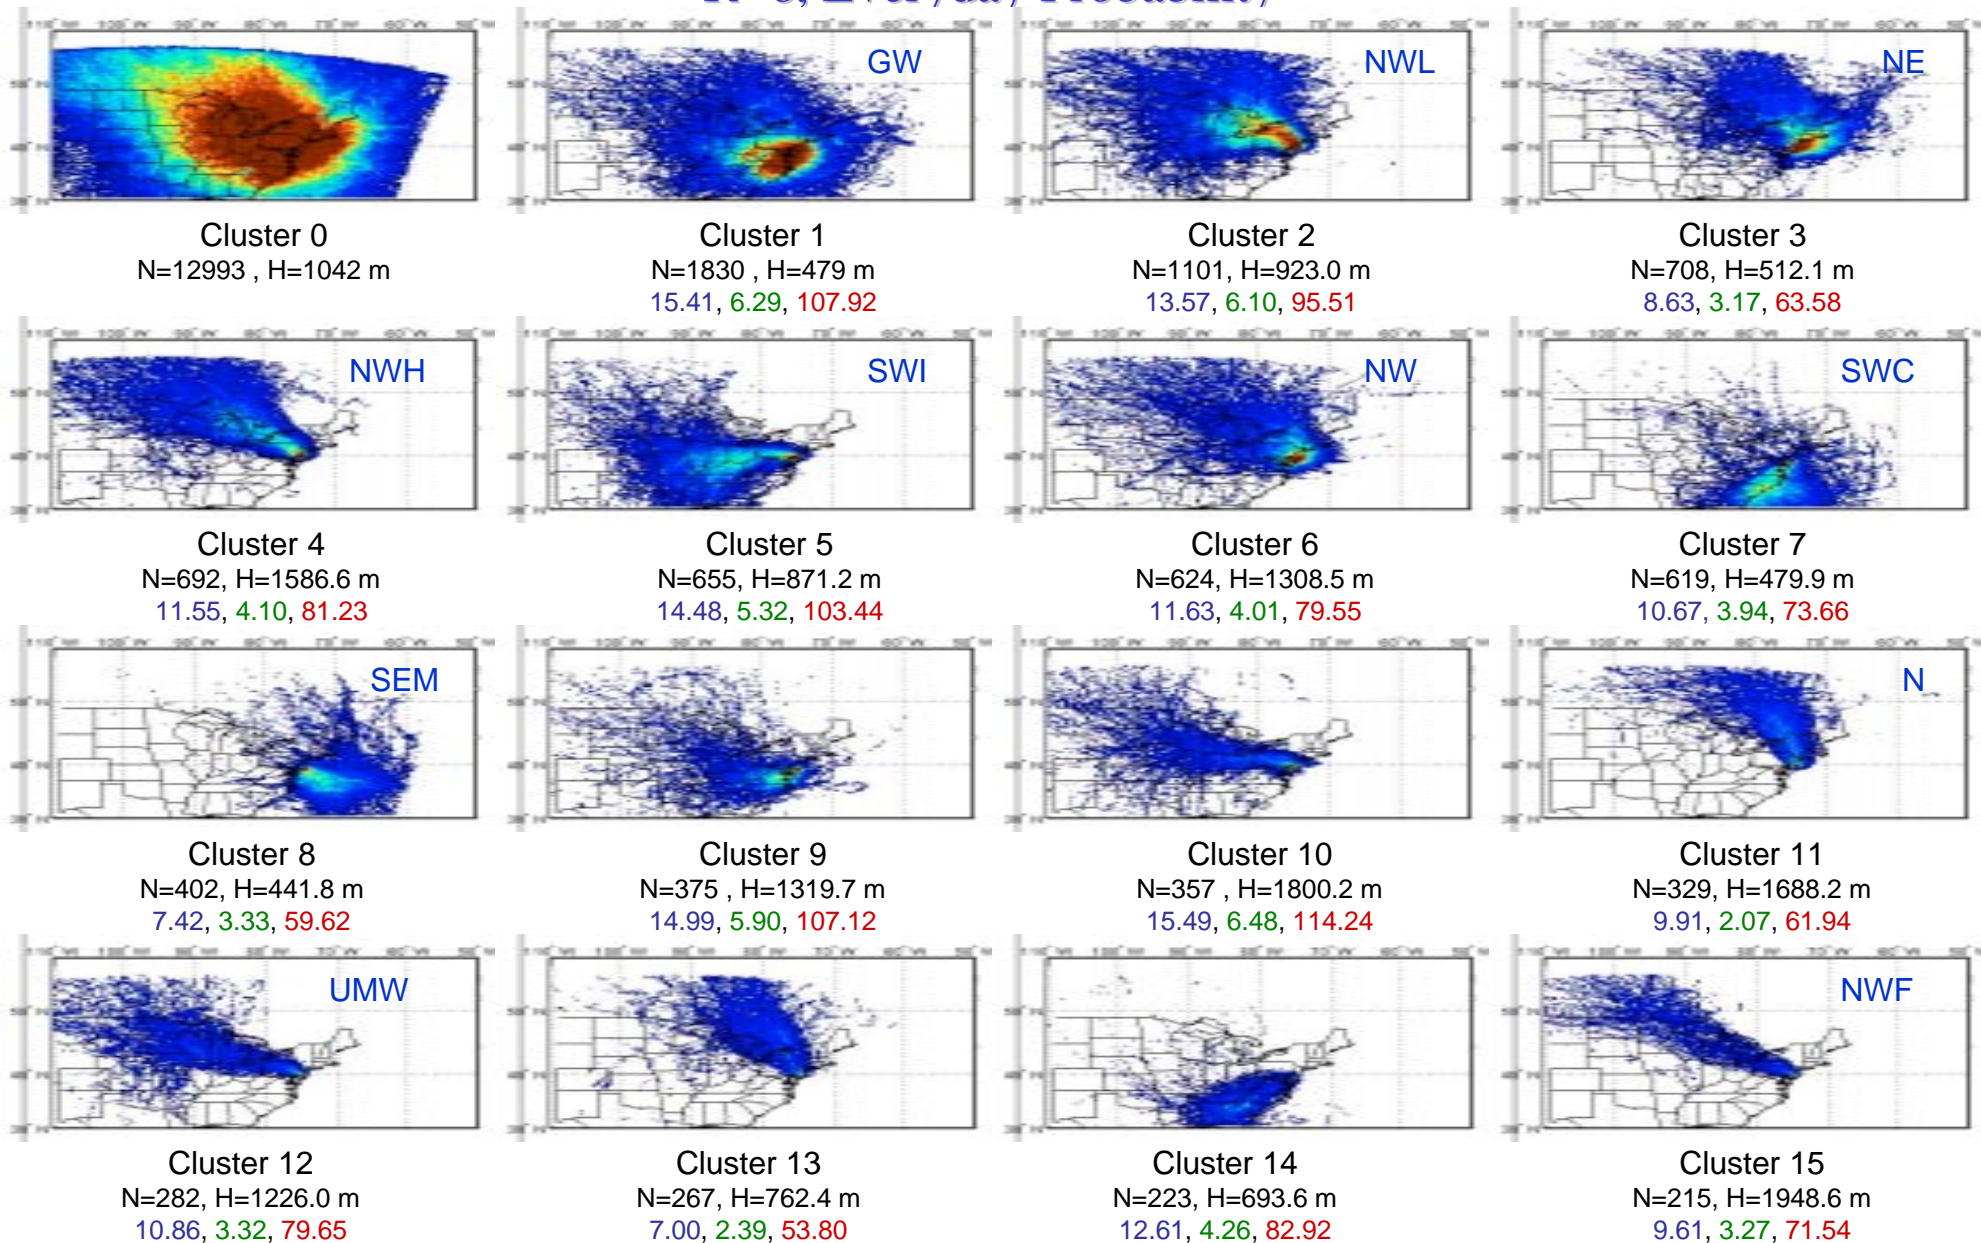 GW
NWL
NE
Cluster 0
N=12993 , H=1042 m
Cluster 1
N=1830 , H=479 m
15.41, 6.29, 107.92
Cluster 2
N=1101, H=923.0 m
13.57, 6.10, 95.51
Cluster 3
N=708, H=512.1 m
8.63, 3.17, 63.58
NWH
SWI
NW
SWC
Cluster 4
N=692, H=1586.6 m
11.55, 4.10, 81.23
Cluster 5
N=655, H=871.2 m
14.48, 5.32, 103.44
Cluster 6
N=624, H=1308.5 m
11.63, 4.01, 79.55
Cluster 7
N=619, H=479.9 m
10.67, 3.94, 73.66
SEM
N
Cluster 8
N=402, H=441.8 m
7.42, 3.33, 59.62
Cluster 9
N=375 , H=1319.7 m
14.99, 5.90, 107.12
Cluster 10
N=357 , H=1800.2 m
15.49, 6.48, 114.24
Cluster 11
N=329, H=1688.2 m
9.91, 2.07, 61.94
UMW
NWF
Cluster 12
N=282, H=1226.0 m
10.86, 3.32, 79.65
Cluster 13
N=267, H=762.4 m
7.00, 2.39, 53.80
Cluster 14
N=223, H=693.6 m
12.61, 4.26, 82.92
Cluster 15
N=215, H=1948.6 m
9.61, 3.27, 71.54